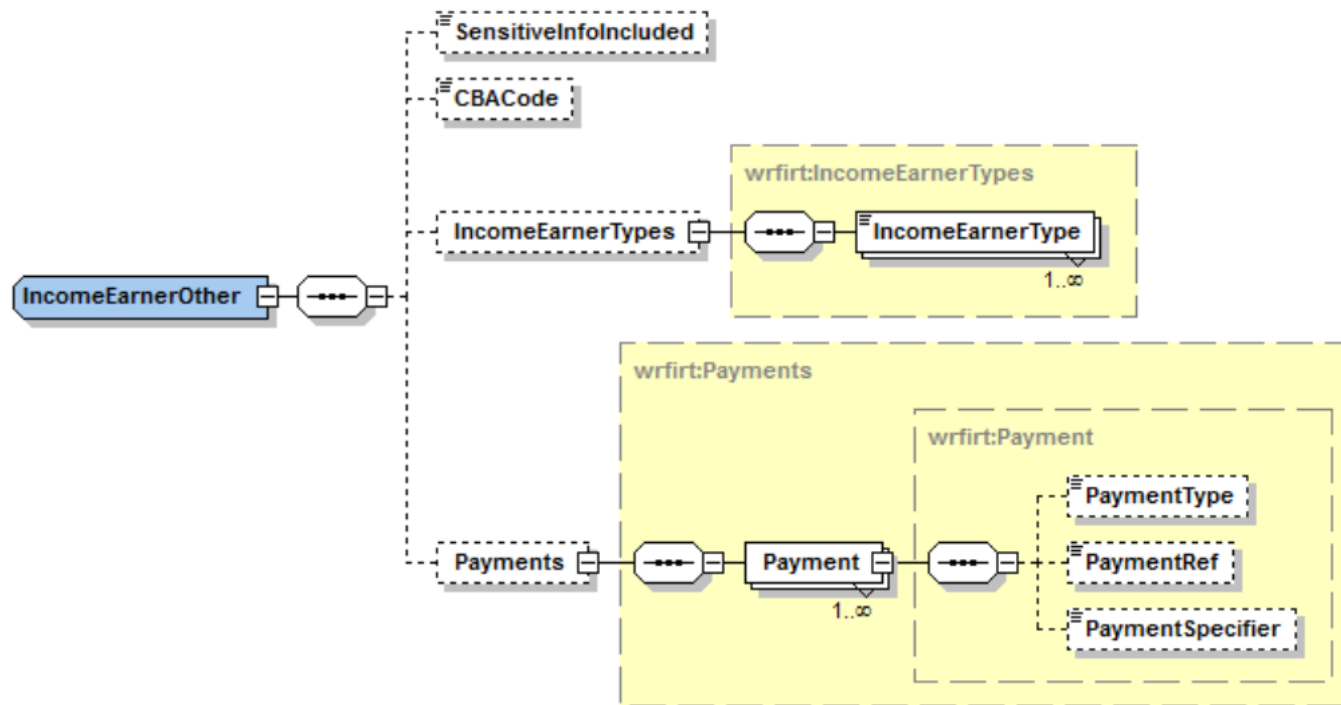 SensitiveInfoIncluded
CBACode
wrfirt:IncomeEarnerTypes
IncomeEarnerTypes
IncomeEarnerType
1..∞
IncomeEarnerOther
wrfirt:Payments
wrfirt:Payment
PaymentType
Payments
Payment
PaymentRef
1..∞
PaymentSpecifier